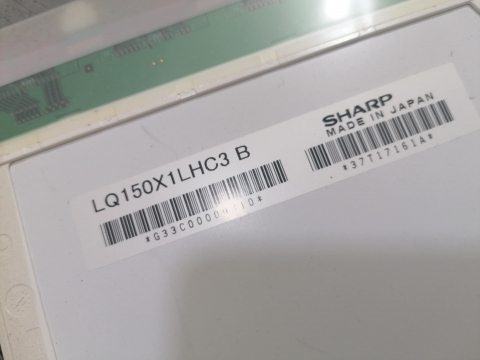 SHARP
MADE IN JAPAN
LQ150X1LHC3 B
*37T17161A*